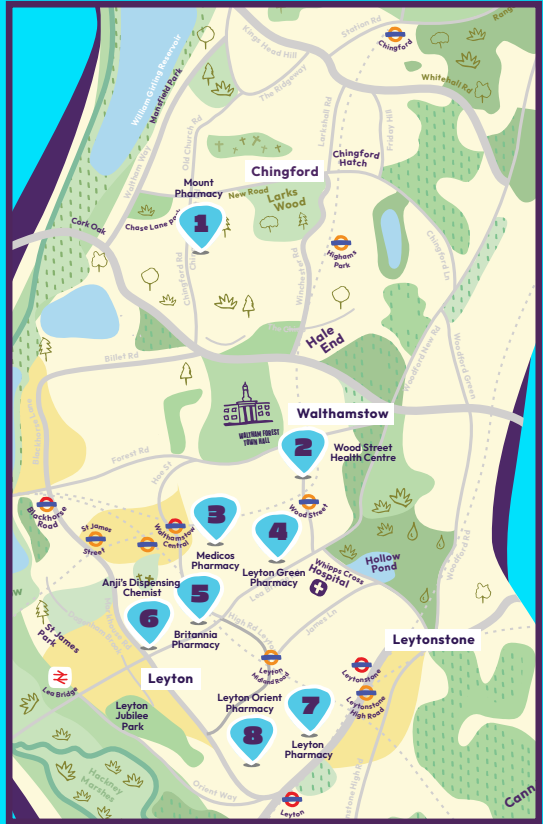 Rang
Station Rd
Kings Head Hill
Chingford
William Girling Reservoir
Mansfield Park
Whitehall Rd
The Ridgeway
Larkshall Rd
Friday Hill
Old Church Rd
Waltham Way
Chingford
Hatch
Chingford
Mount
Pharmacy
New Road
Larks
Wood
Chase Lane Park
1
Cork Oak
Higham's
Park
Chingford Ln
Chingford Rd
Winchester Rd
Hale
End
Woodford New Rd
Woodford Green
Billet Rd
Blackhorse Lane
WALTHAM FOREST
TOWN HALL
Walthamstow
2
Wood Street
Health Centre
Forest Rd
Hoe St
Blackhorse
Road
St James
Street
Walthamstow
Central
Wood Street
3
Medicos
Pharmacy
4
Leyton Green
Pharmacy
Whipps Cross
Hospital
Hollow
Pond
Woodford Rd
Anji's Dispensing
Chemist
5
6
Britannia
Pharmacy
High Rd Leyton
James Ln
St James
Park
Leytonstone
Leyton
Midland Road
Leytonstone
Leytonstone
High Road
Lea Bridge
Leyton
Leyton
Jubilee
Park
Leyton Orient
Pharmacy
7
8
Leyton
Pharmacy
Hackney
Marshes
Orient Way
Leyton
Cann